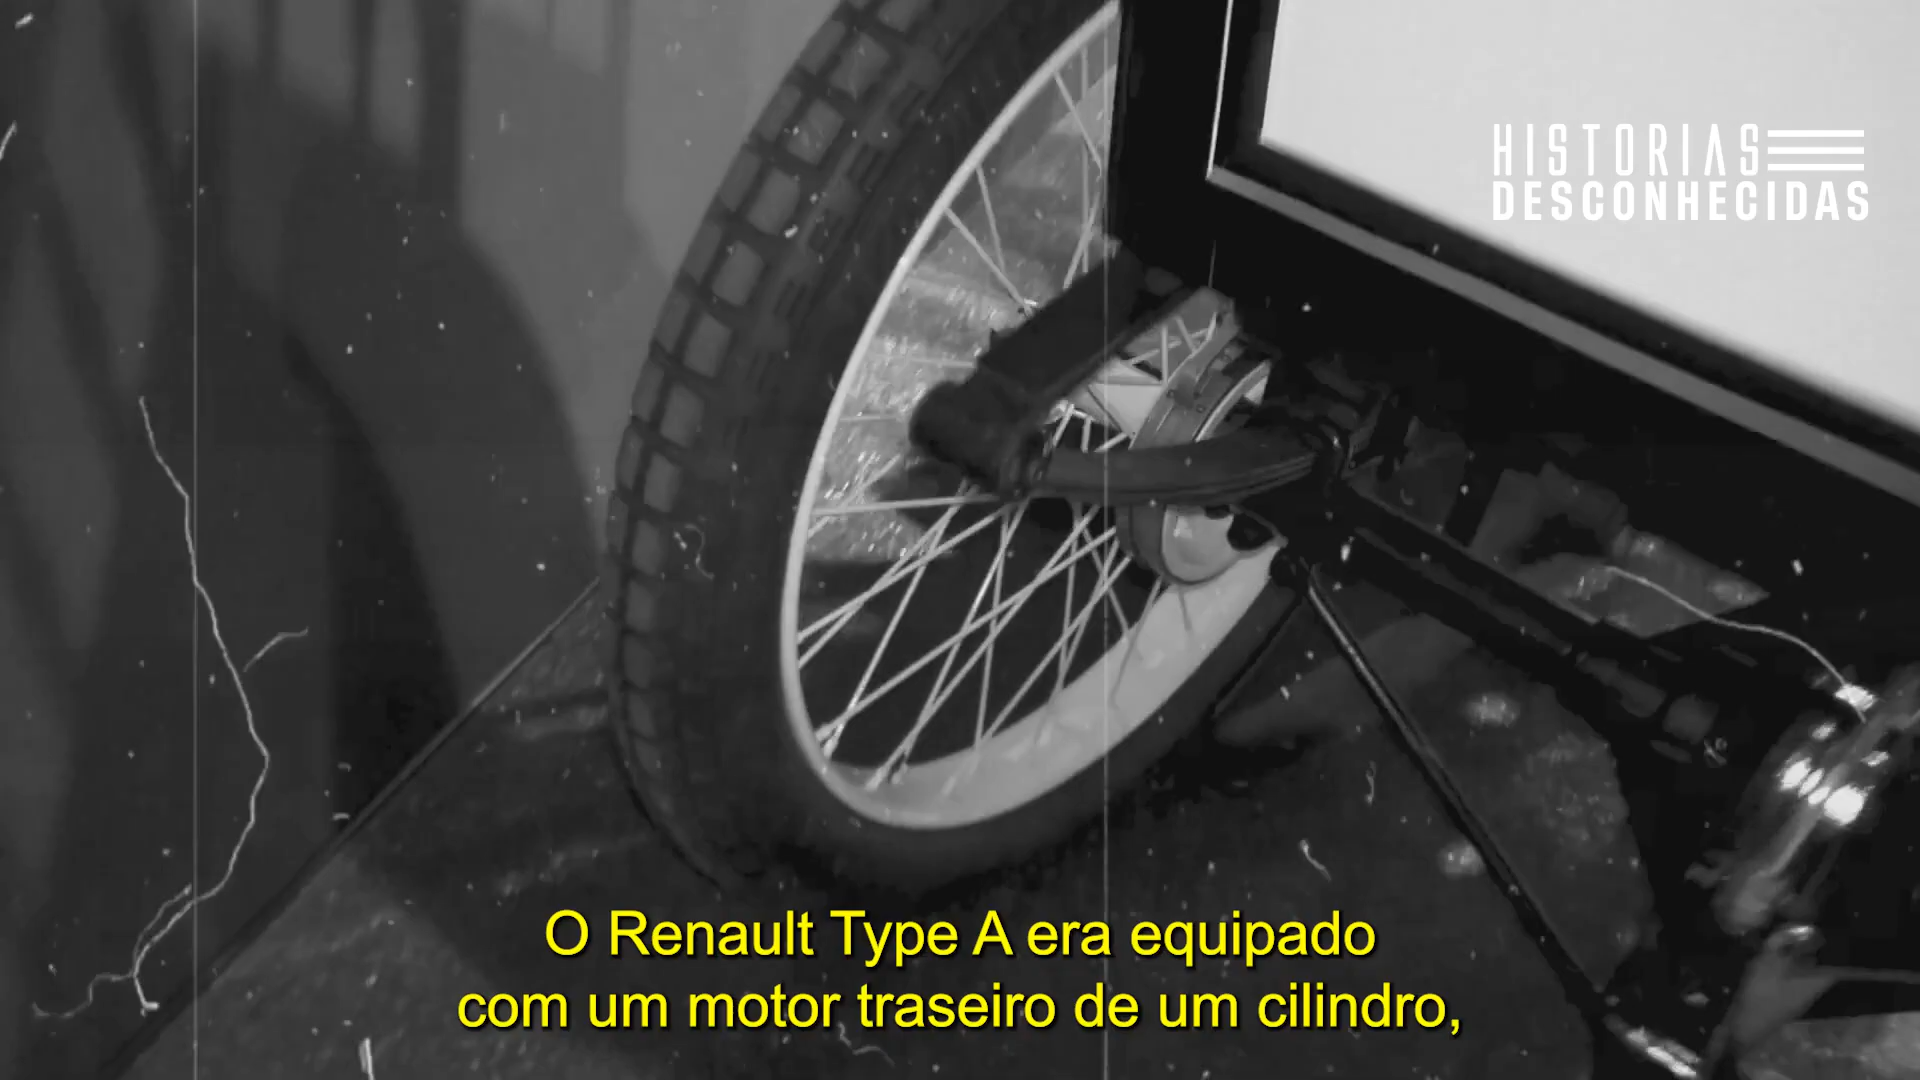 HISTORIAS
DESCONHECIDAS
O Renault Type A era equipado
com um motor traseiro de um cilindro,